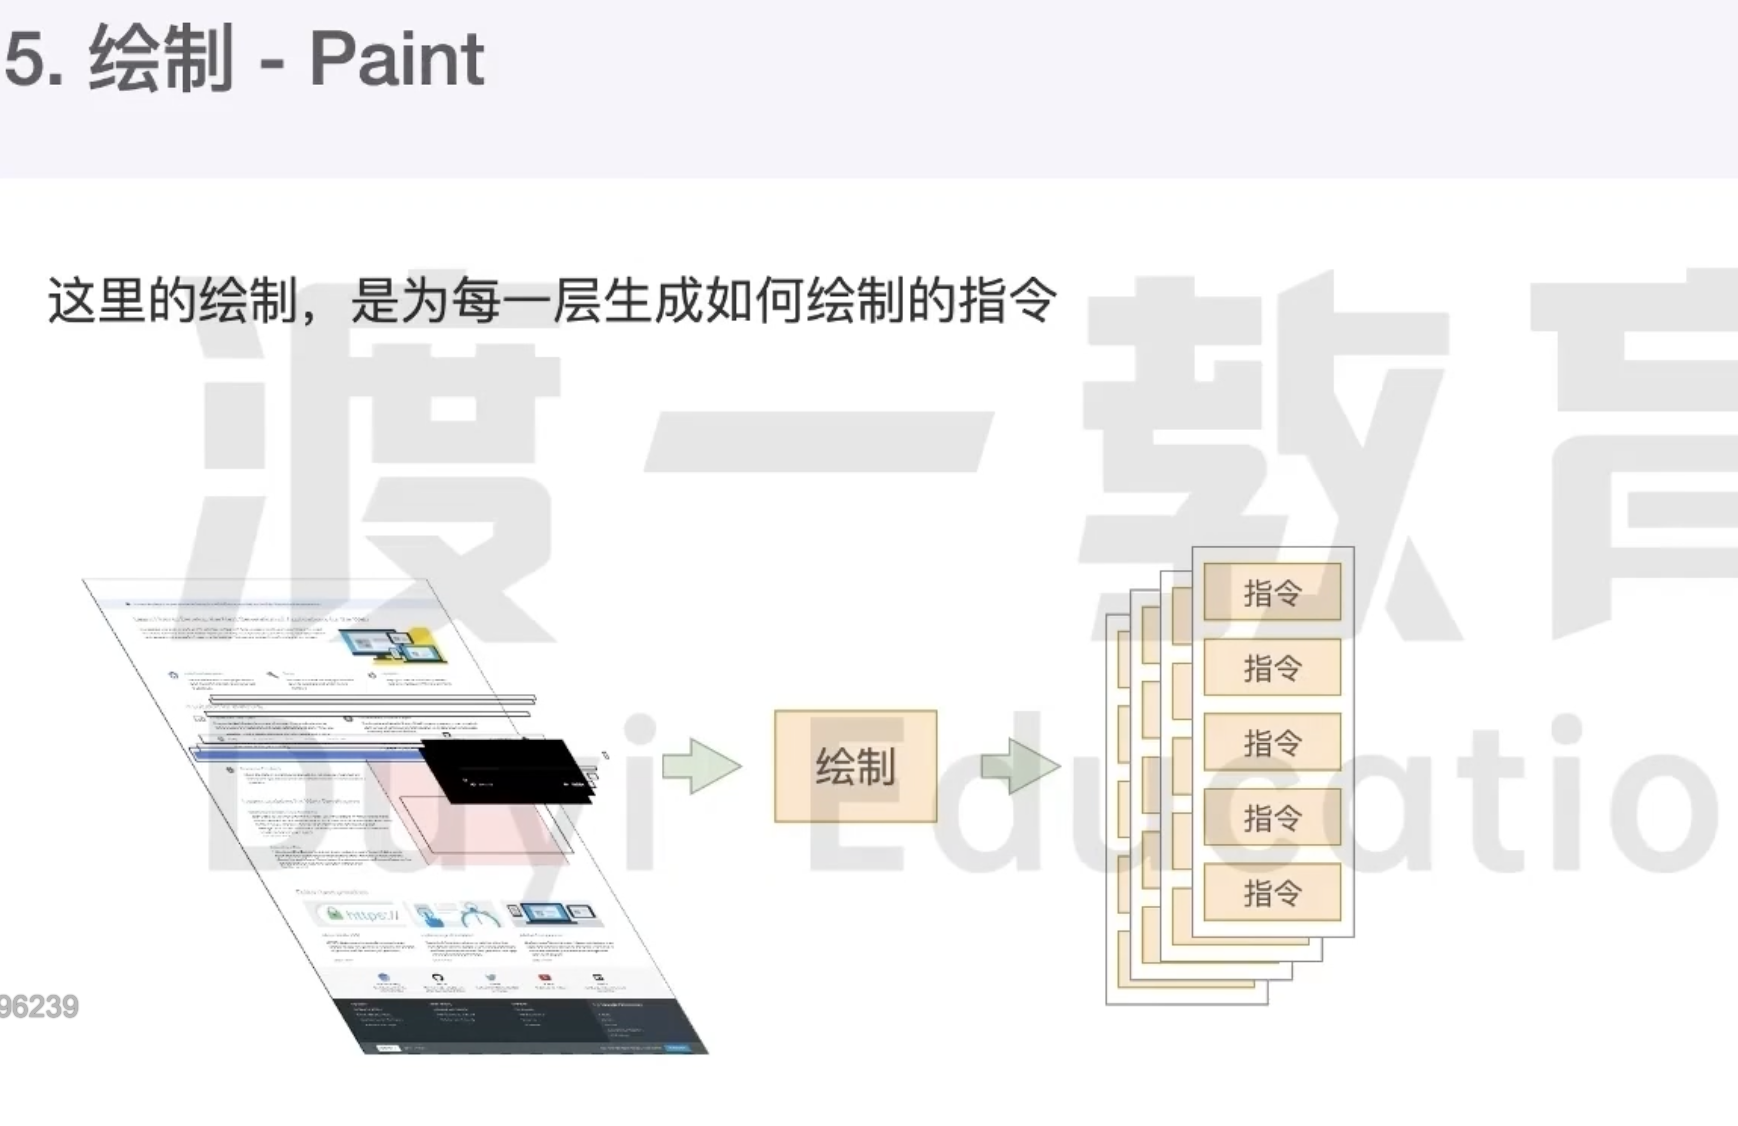 5. 绘制 - Paint
这里的绘制，是为每一层生成如何绘制的指令
渡一教育
Duyi Educatio
https://
绘制
指令
指令
指令
指令
指令
96239